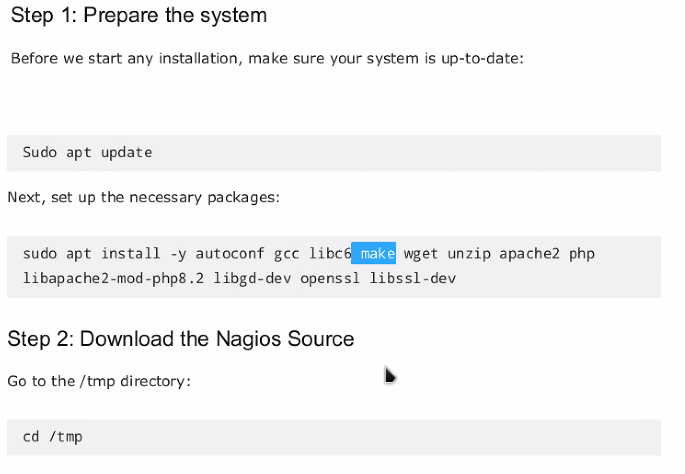 Step 1: Prepare the system
Before we start any installation, make sure your system is up-to-date:
Sudo apt update
Next, set up the necessary packages:
sudo apt install -y autoconf gcc libc6 make wget unzip apache2 php
libapache2-mod-php8.2 libgd-dev openssl libssl-dev
Step 2: Download the Nagios Source
Go to the /tmp directory:
cd /tmp